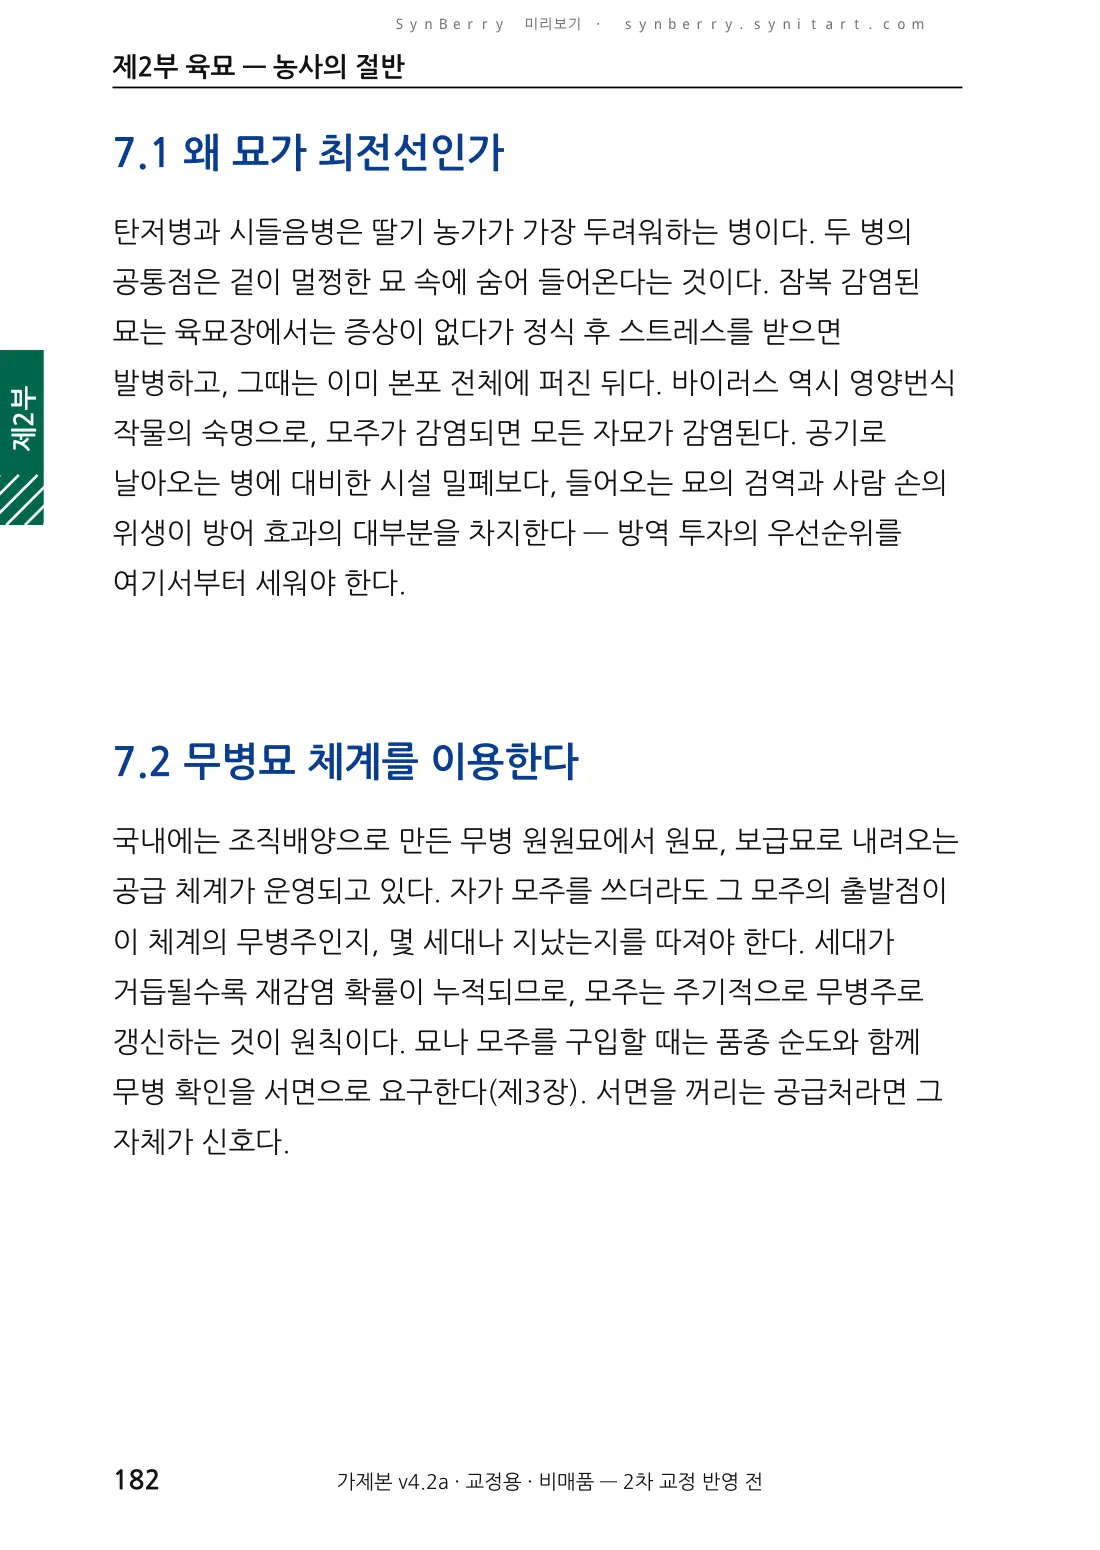 SynBerry 미리보기 · synberry.synitart.com
제2부 육묘 — 농사의 절반
7.1 왜 묘가 최전선인가
탄저병과 시들음병은 딸기 농가가 가장 두려워하는 병이다. 두 병의
공통점은 겉이 멀쩡한 묘 속에 숨어 들어온다는 것이다. 잠복 감염된
묘는 육묘장에서는 증상이 없다가 정식 후 스트레스를 받으면
발병하고, 그때는 이미 본포 전체에 퍼진 뒤다. 바이러스 역시 영양번식
작물의 숙명으로, 모주가 감염되면 모든 자묘가 감염된다. 공기로
날아오는 병에 대비한 시설 밀폐보다, 들어오는 묘의 검역과 사람 손의
위생이 방어 효과의 대부분을 차지한다 — 방역 투자의 우선순위를
여기서부터 세워야 한다.
제2부
7.2 무병묘 체계를 이용한다
국내에는 조직배양으로 만든 무병 원원묘에서 원묘, 보급묘로 내려오는
공급 체계가 운영되고 있다. 자가 모주를 쓰더라도 그 모주의 출발점이
이 체계의 무병주인지, 몇 세대나 지났는지를 따져야 한다. 세대가
거듭될수록 재감염 확률이 누적되므로, 모주는 주기적으로 무병주로
갱신하는 것이 원칙이다. 묘나 모주를 구입할 때는 품종 순도와 함께
무병 확인을 서면으로 요구한다(제3장). 서면을 꺼리는 공급처라면 그
자체가 신호다.
182
가제본 v4.2a · 교정용 · 비매품 — 2차 교정 반영 전